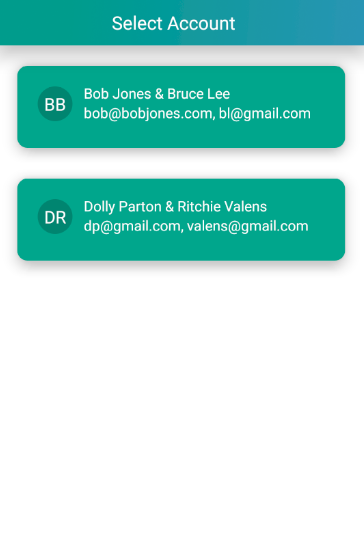 Select Account
BB
Bob Jones & Bruce Lee
bob@bobjones.com, bl@gmail.com
DR
Dolly Parton & Ritchie Valens
dp@gmail.com, valens@gmail.com